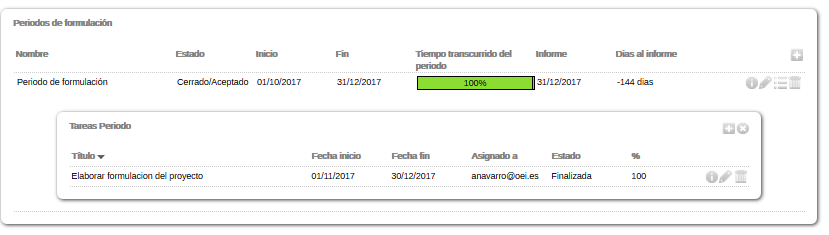 Periodos de formulación
Nombre Estado Inicio Fin Tiempo transcurrido del periodo Informe Dias al informe
Periodo de formulación Cerrado/Aceptado 01/10/2017 31/12/2017 100% 31/12/2017 -144 dias
Tareas Periodo
Título Fecha inicio Fecha fin Asignado a Estado %
Elaborar formulacion del proyecto 01/11/2017 30/12/2017 anavarro@oei.es Finalizada 100